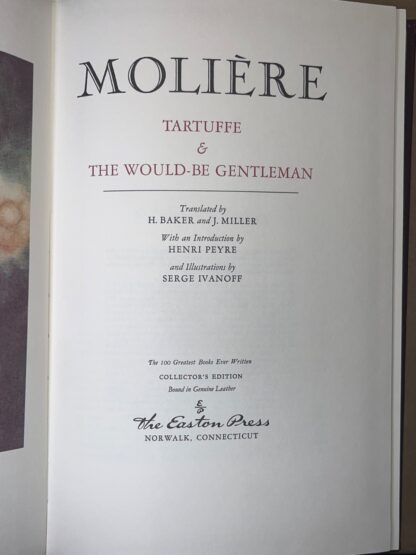 MOLIÈRE
TARTUFFE
&
THE WOULD-BE GENTLEMAN
Translated by
H. BAKER and J. MILLER
With an Introduction by
HENRI PEYRE
and Illustrations by
SERGE IVANOFF
The 100 Greatest Books Ever Written
COLLECTOR'S EDITION
Bound in Genuine Leather
E
P
The Easton Press
NORWALK, CONNECTICUT